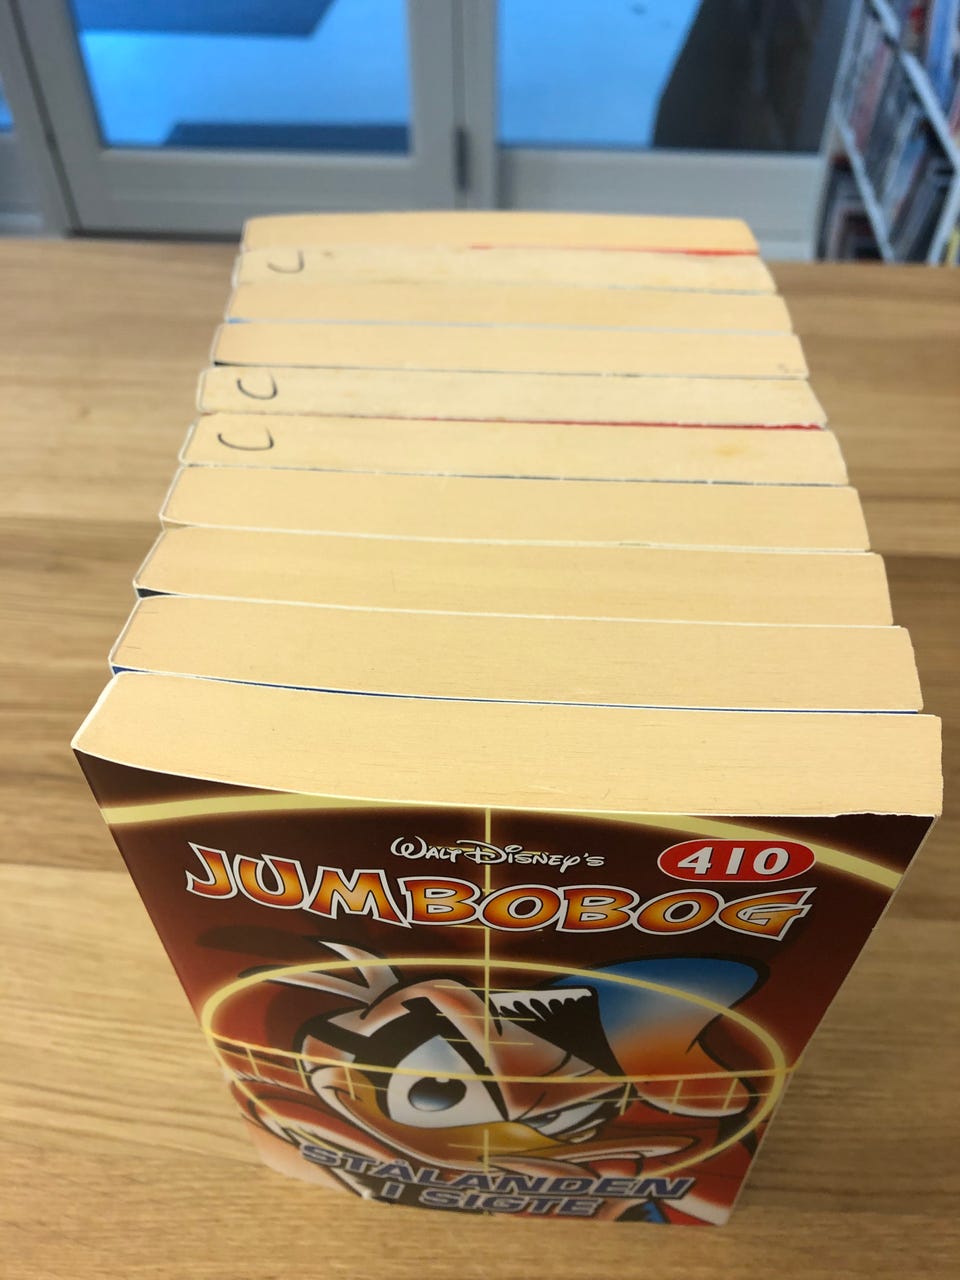 C
C
C
WALT DISNEY'S
410
JUMBOBOG
STÅLANDEN
I SIGTE